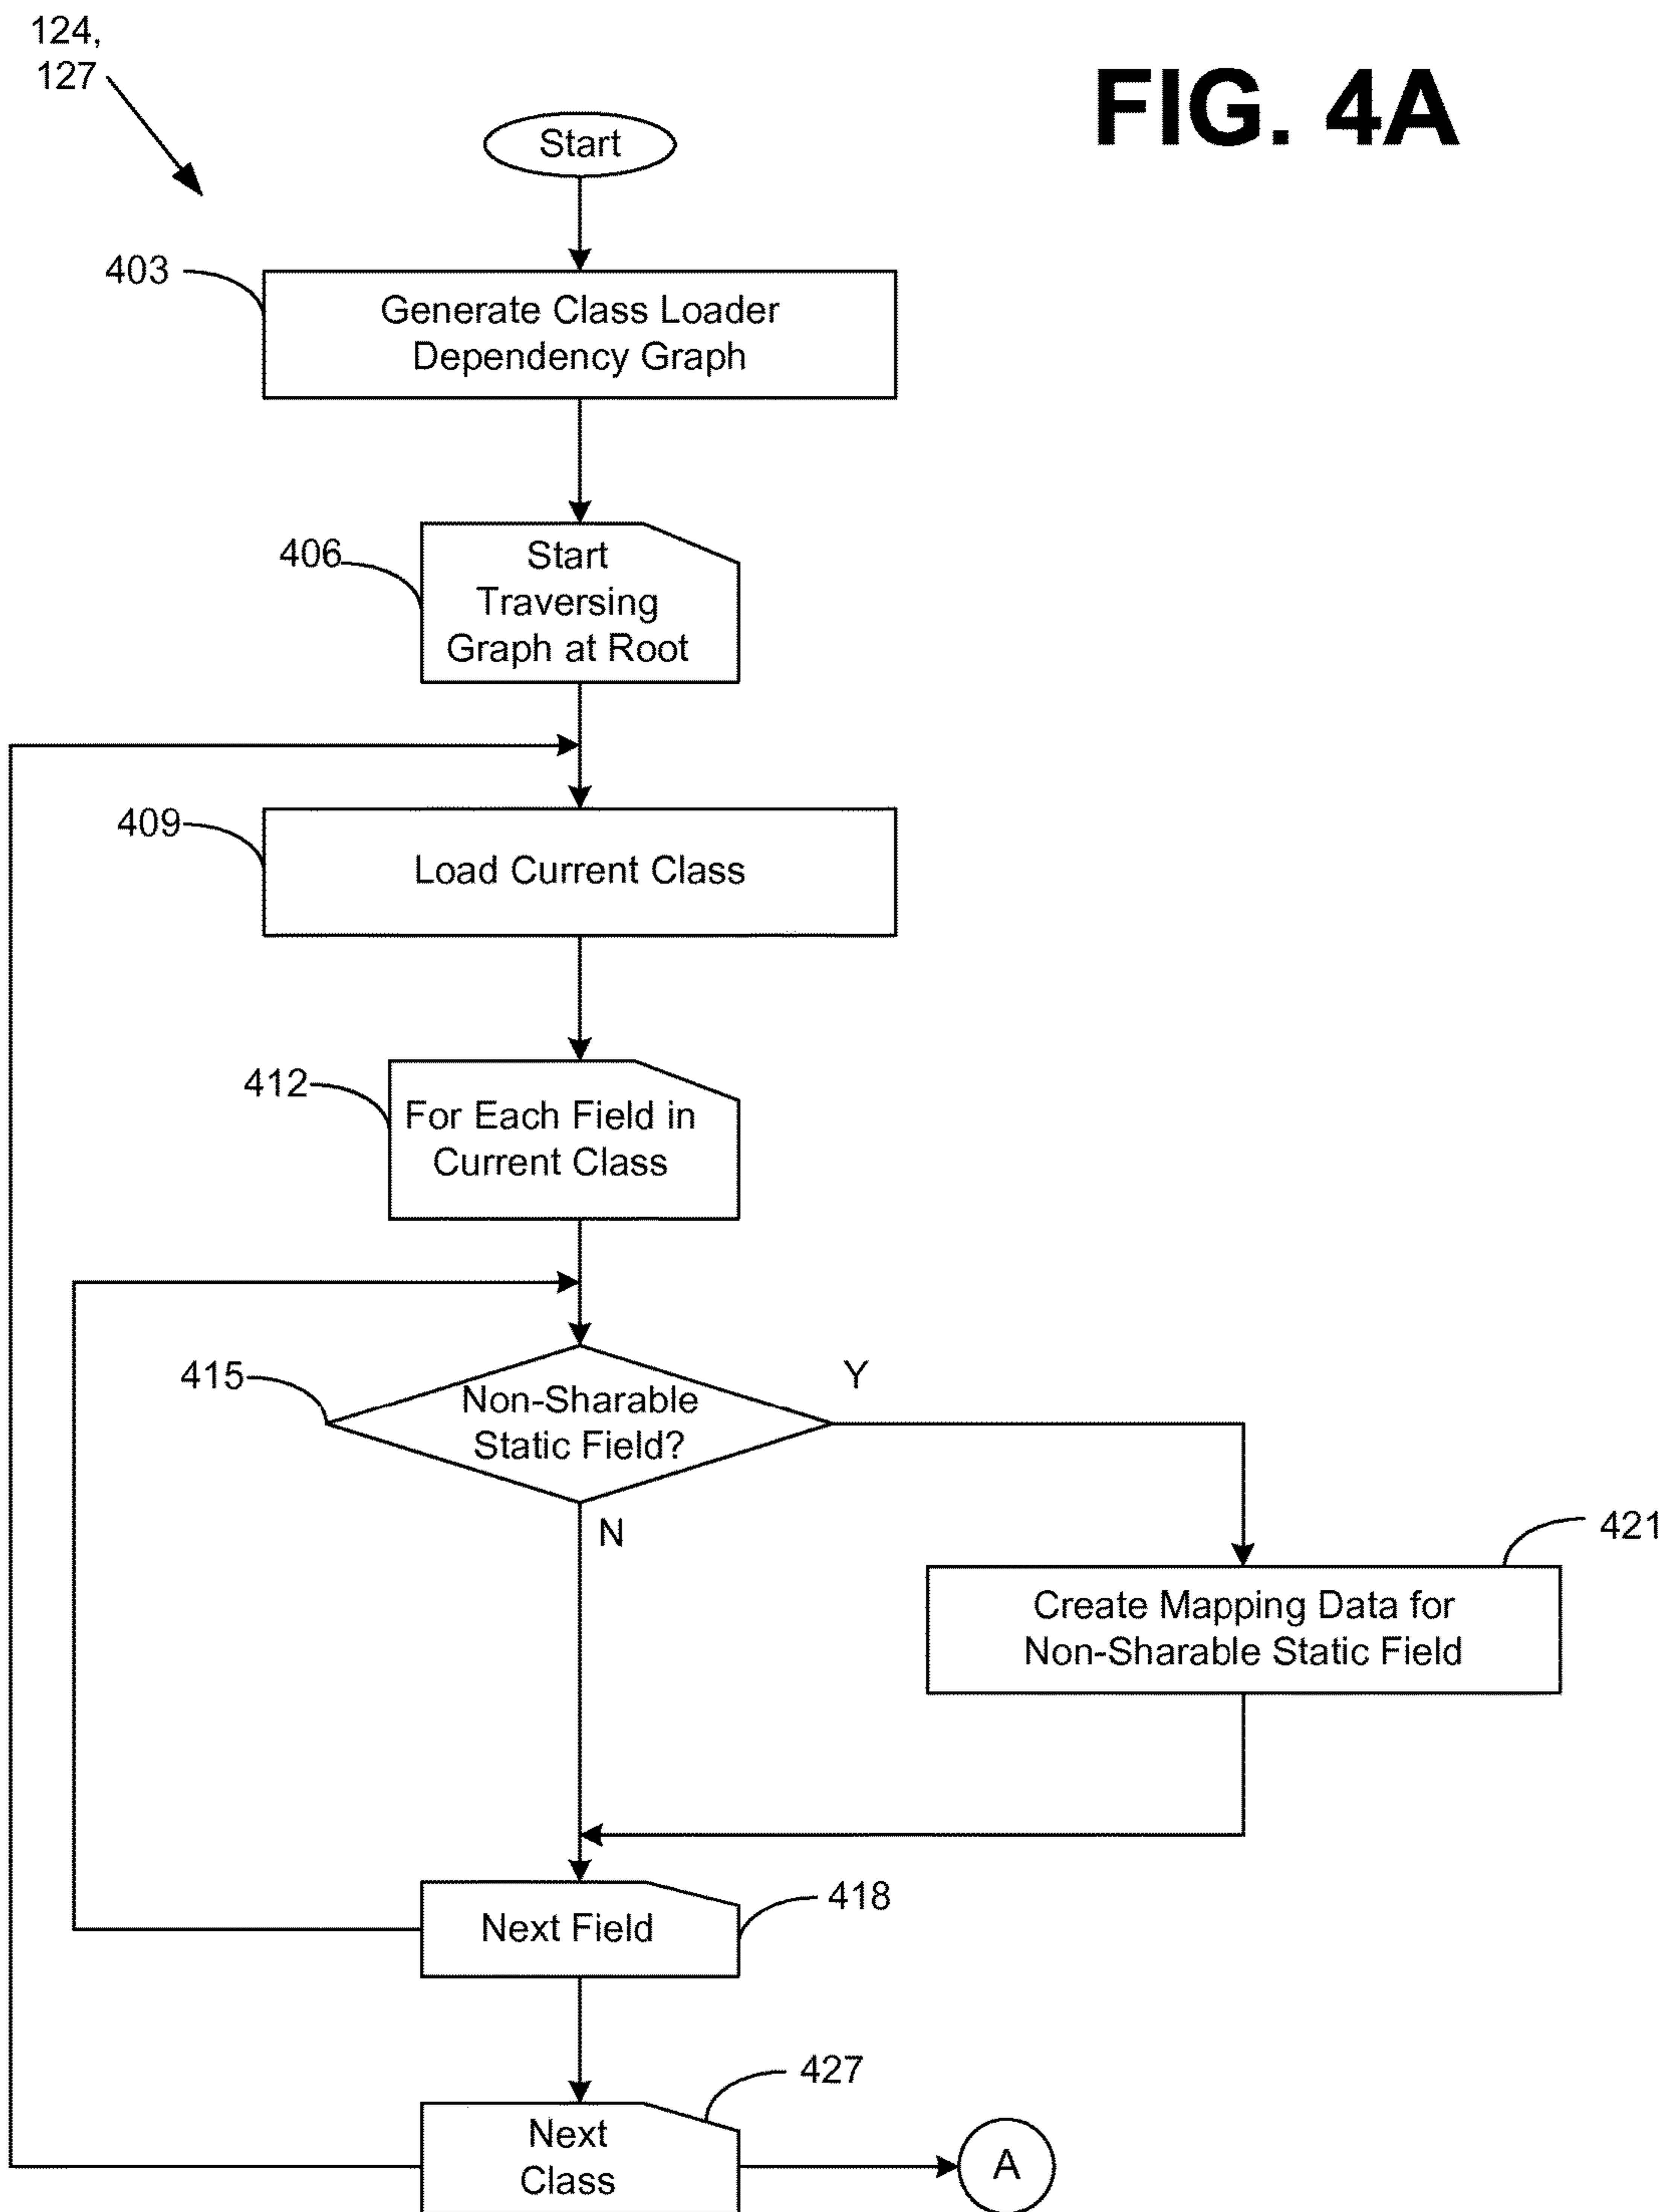 124,
127
FIG. 4A
Start
403
Generate Class Loader
Dependency Graph
406
Start
Traversing
Graph at Root
409
Load Current Class
412
For Each Field in
Current Class
415
Non-Sharable
Static Field?
Y
N
421
Create Mapping Data for
Non-Sharable Static Field
418
Next Field
427
Next
Class
A